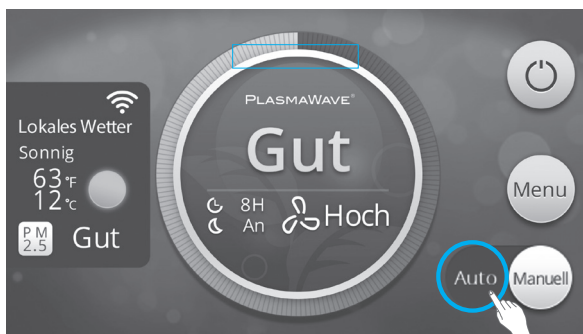 Lokales Wetter
Sonnig
63°F
12°C
PM
2.5
Gut
PLASMAWAVE®
Gut
8H
An
Hoch
Menu
Auto
Manuell